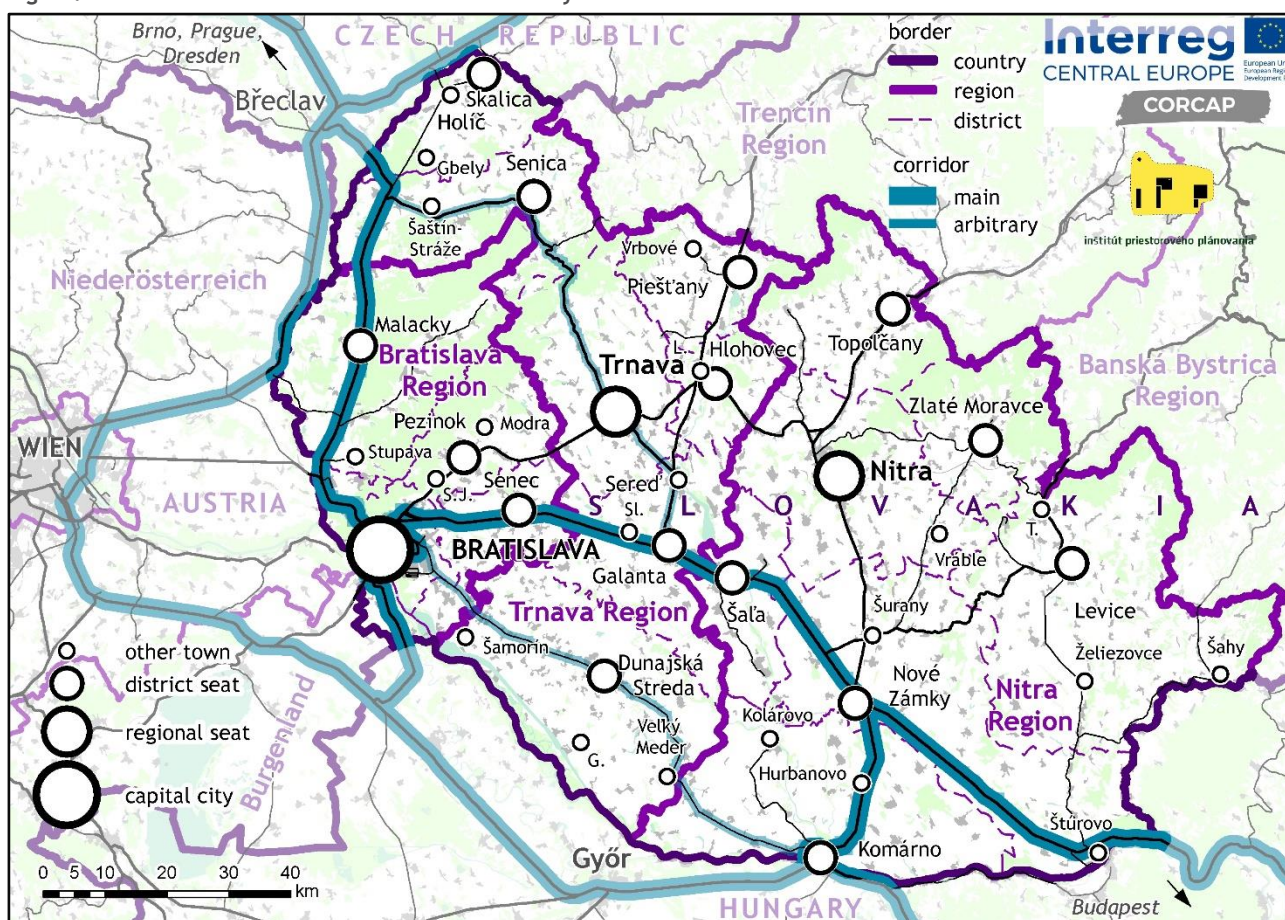 Brno, Prague,
Dresden
CZECH REPUBLIC
Břeclav
Skalica
Holíč
Gbely
Senica
Šaštín-
Stráže
border
country
region
district
corridor
main
arbitrary
Interreg
CENTRAL EUROPE
CORCAP
inštitút priestorového plánovania
Trenčín
Region
Niederösterreich
Vrbové
Piešťany
Malacky
Bratislava
Region
Trnava
L.
Hlohovec
Topoľčany
Banská Bystrica
Region
Zlaté Moravce
Pezinok
Modra
WIEN
Stupava
S.J.
Senec
Sereď
Nitra
AUSTRIA
SLOVAKIA
Sl.
BRATISLAVA
Galanta
Vráble
T.
Trnava Region
Šaľa
Šurany
Levice
Šamorín
Dunajská
Streda
Nové
Zámky
Želiezovce
Šahy
Nitra
Region
other town
district seat
regional seat
capital city
Burgenland
Veľký
Meder
Kolárovo
G.
Hurbanovo
Štúrovo
Győr
Komárno
0 5 10 20 30 40
km
HUNGARY
Budapest